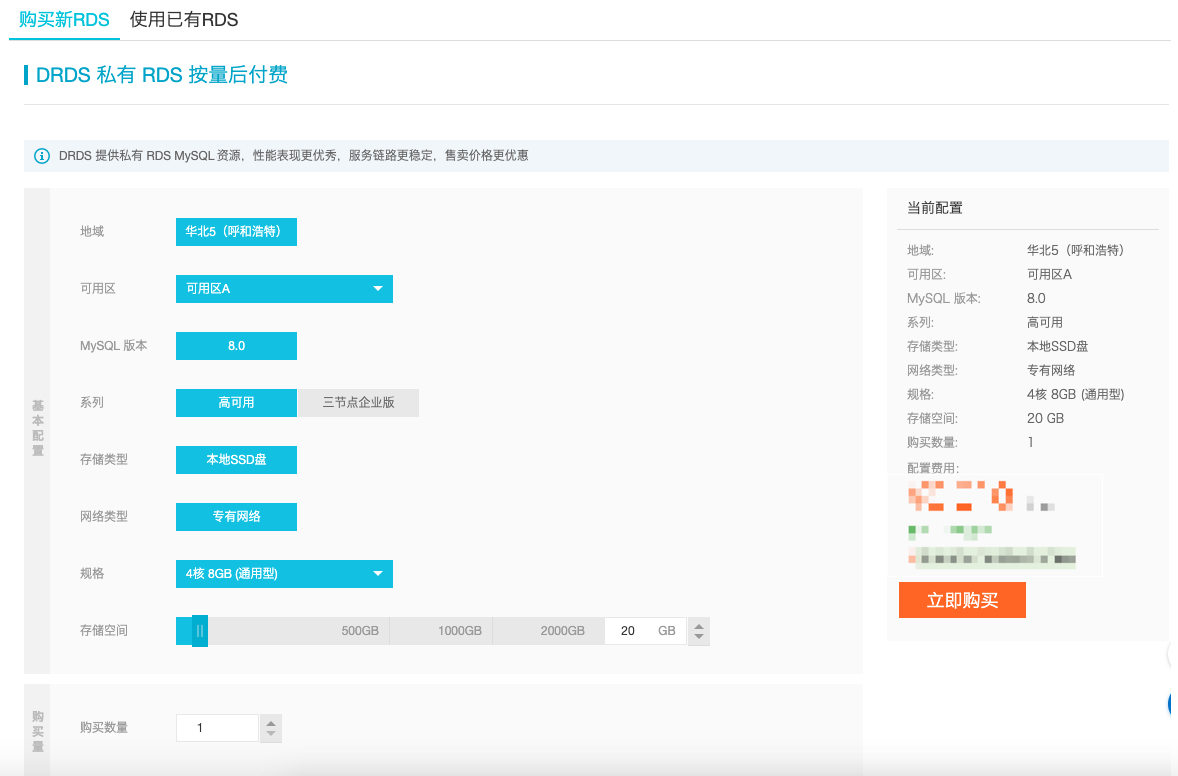 购买新RDS 使用已有RDS
DRDS 私有 RDS 按量后付费
DRDS 提供私有 RDS MySQL 资源，性能表现更优秀，服务链路更稳定，售卖价格更优惠
基本配置
地域 华北5（呼和浩特）
可用区 可用区A
MySQL 版本 8.0
系列 高可用 三节点企业版
存储类型 本地SSD盘
网络类型 专有网络
规格 4核 8GB (通用型)
存储空间 500GB 1000GB 2000GB 20 GB
购买量
购买数量 1
当前配置
地域: 华北5（呼和浩特）
可用区: 可用区A
MySQL 版本: 8.0
系列: 高可用
存储类型: 本地SSD盘
网络类型: 专有网络
规格: 4核 8GB (通用型)
存储空间: 20 GB
购买数量: 1
配置费用:
立即购买